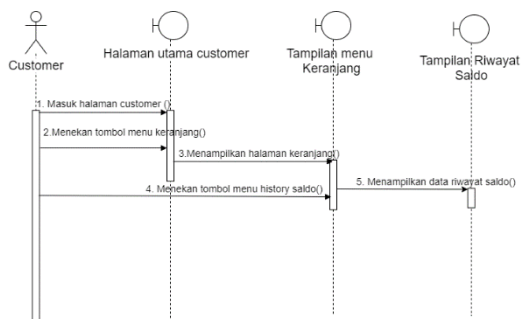 Customer
Halaman utama customer
Tampilan menu
Keranjang
Tampilan Riwayat
Saldo
1. Masuk halaman customer ()
2.Menekan tombol menu keranjang()
3.Menampilkan halaman keranjang()
4. Menekan tombol menu history saldo()
5. Menampilkan data riwayat saldo()